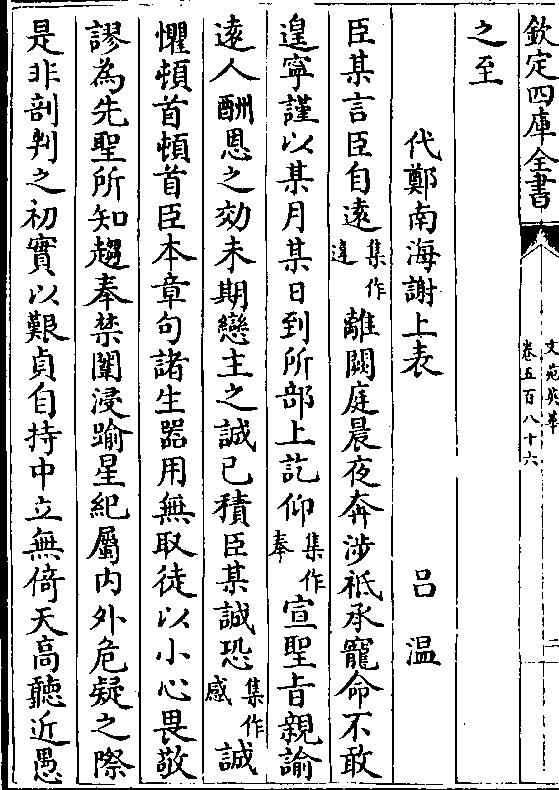 欽定四庫全書
文苑英華
卷五百八十六
二
之至
代鄭南海謝上表　呂温
臣某言臣自遠集作違離闕庭晨夜奔涉祗承寵命不敢
遑寧謹以某月某日到所部上訖仰集作奉宣聖旨親諭
逺人酬恩之効未期戀主之誠已積臣某誠恐集作感誠
懼頓首頓首臣本章句諸生器用無取徒以小心畏敬
謬為先聖所知趨奉禁闈浸踰星紀屬内外危疑之際
是非剖判之初實以艱貞自持中立無倚天高聽近愚